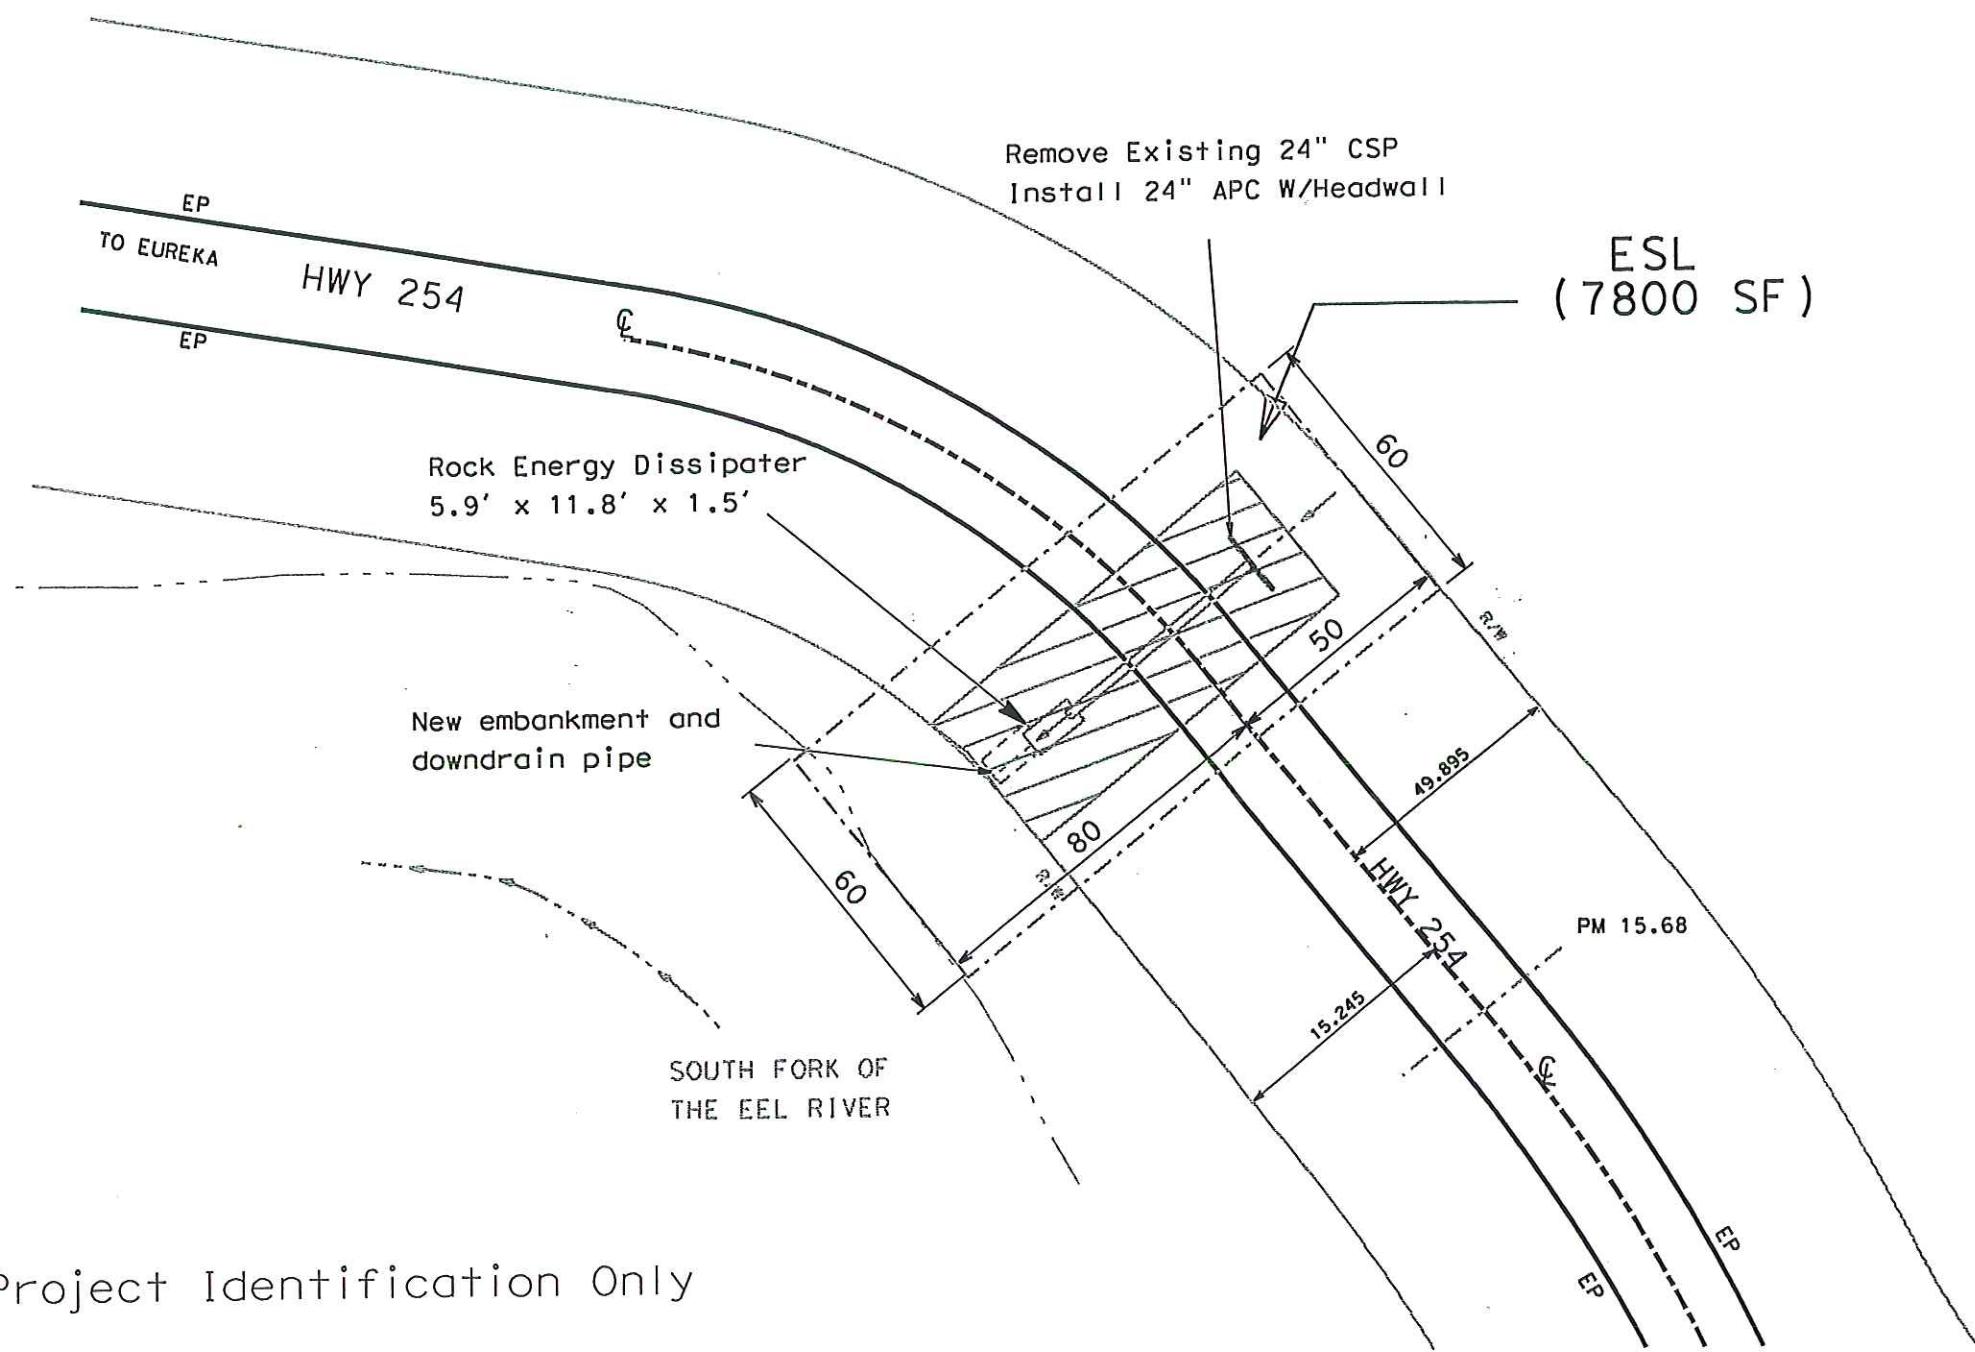 Remove Existing 24" CSP
Install 24" APC W/Headwall
ESL
(7800 SF)
EP
TO EUREKA
HWY 254
EP
℄
60
Rock Energy Dissipater
5.9' x 11.8' x 1.5'
50
R/W
New embankment and
downdrain pipe
49.895
80
60
R/W
HWY 254
PM 15.68
15.245
℄
SOUTH FORK OF
THE EEL RIVER
EP
EP
Project Identification Only